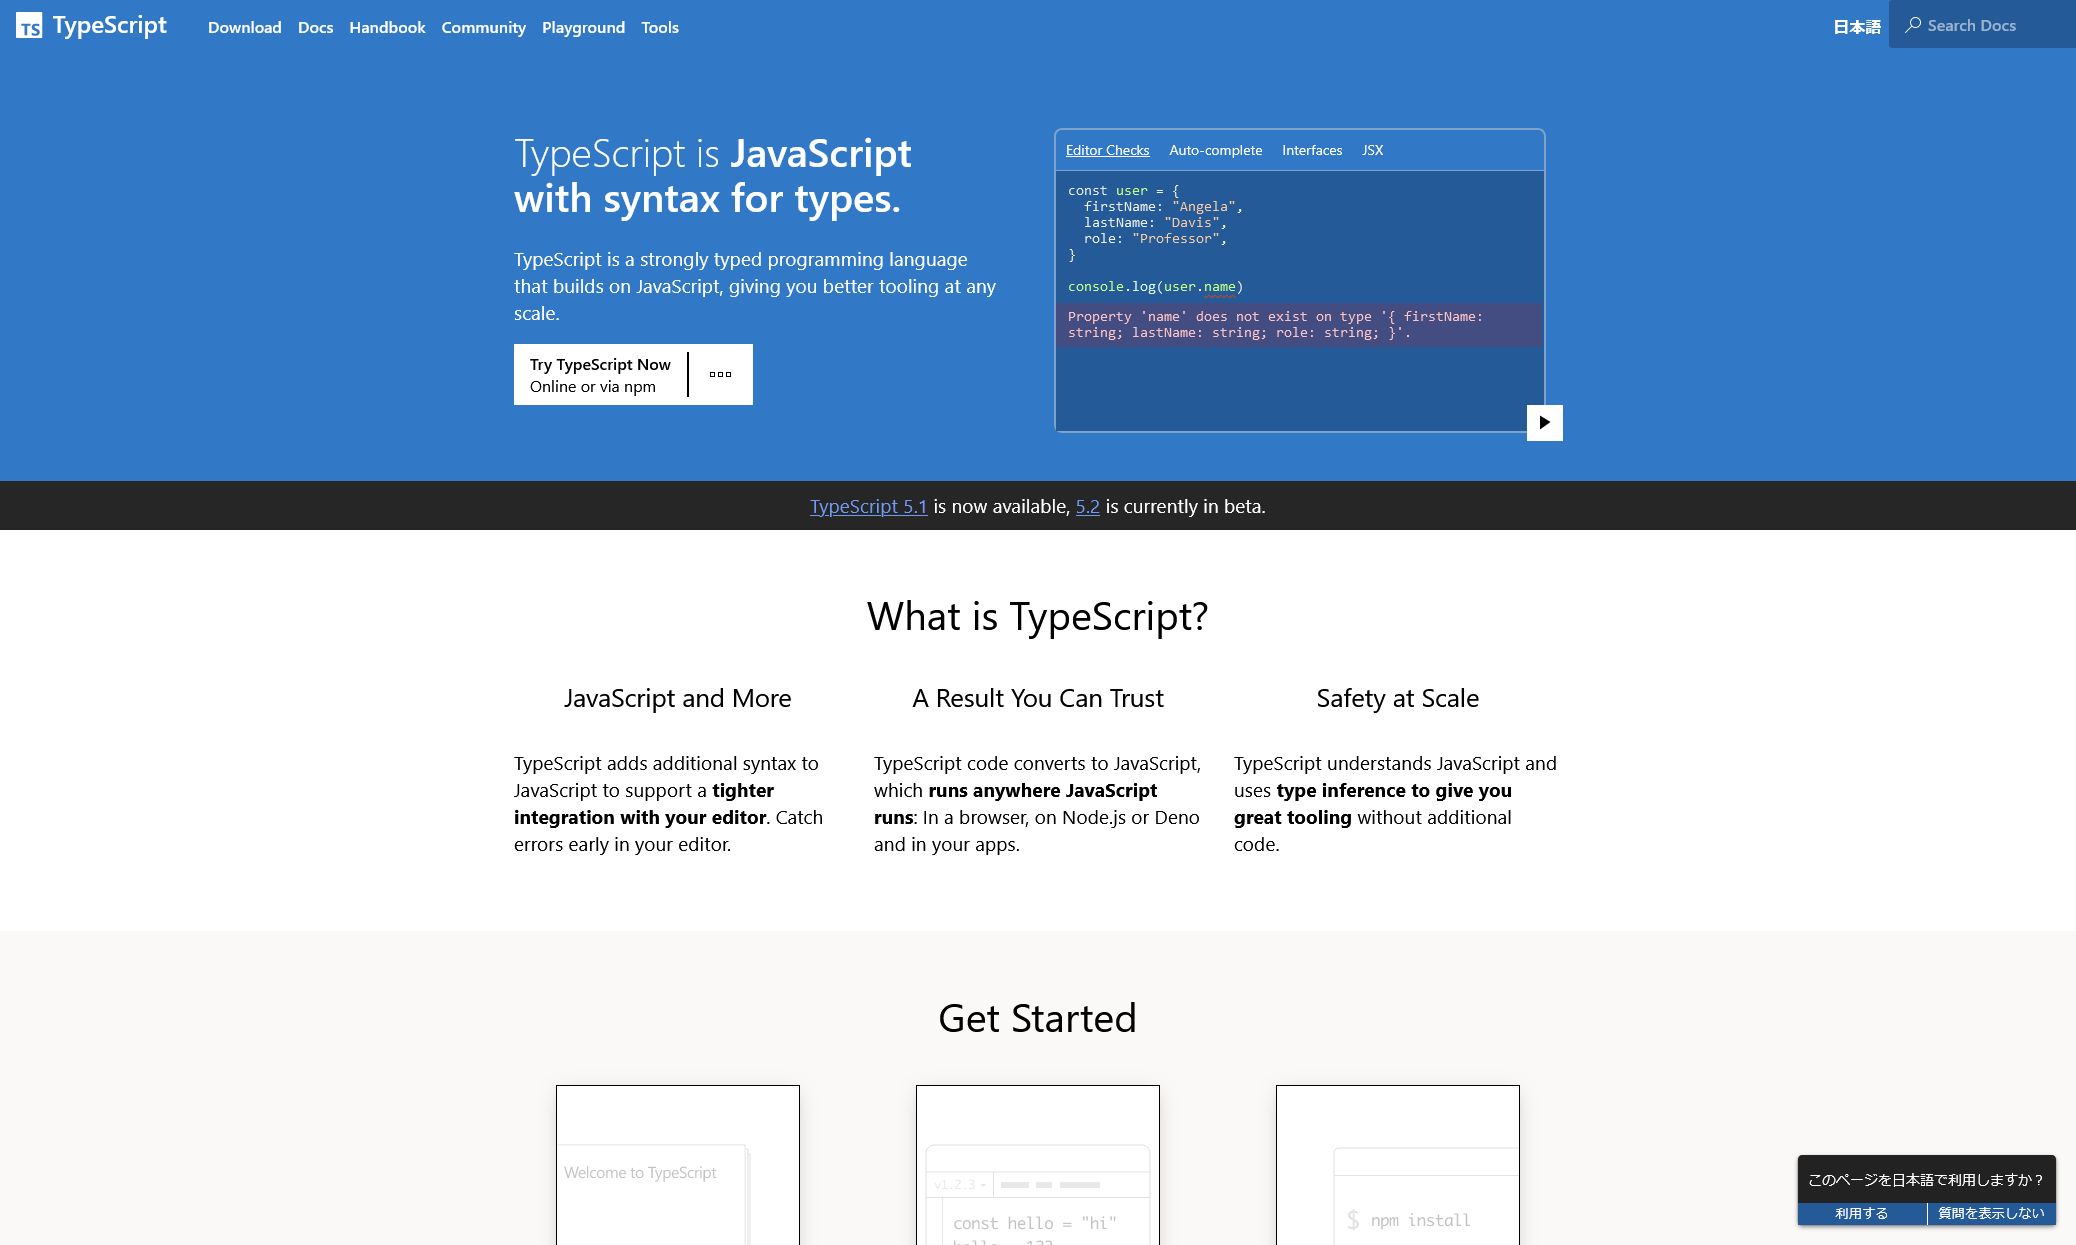 TS TypeScript
Download Docs Handbook Community Playground Tools
日本語
Search Docs
TypeScript is JavaScript
with syntax for types.
TypeScript is a strongly typed programming language
that builds on JavaScript, giving you better tooling at any
scale.
Try TypeScript Now
Online or via npm
Editor Checks Auto-complete Interfaces JSX
const user = {
firstName: "Angela",
lastName: "Davis",
role: "Professor",
}
console.log(user.name)
Property 'name' does not exist on type '{ firstName:
string; lastName: string; role: string; }'.
TypeScript 5.1 is now available, 5.2 is currently in beta.
What is TypeScript?
JavaScript and More
TypeScript adds additional syntax to
JavaScript to support a tighter
integration with your editor. Catch
errors early in your editor.
A Result You Can Trust
TypeScript code converts to JavaScript,
which runs anywhere JavaScript
runs: In a browser, on Node.js or Deno
and in your apps.
Safety at Scale
TypeScript understands JavaScript and
uses type inference to give you
great tooling without additional
code.
Get Started
Welcome to TypeScript
v1.2.3
const hello = "hi"
$ npm install
このページを日本語で利用しますか？
利用する
質問を表示しない